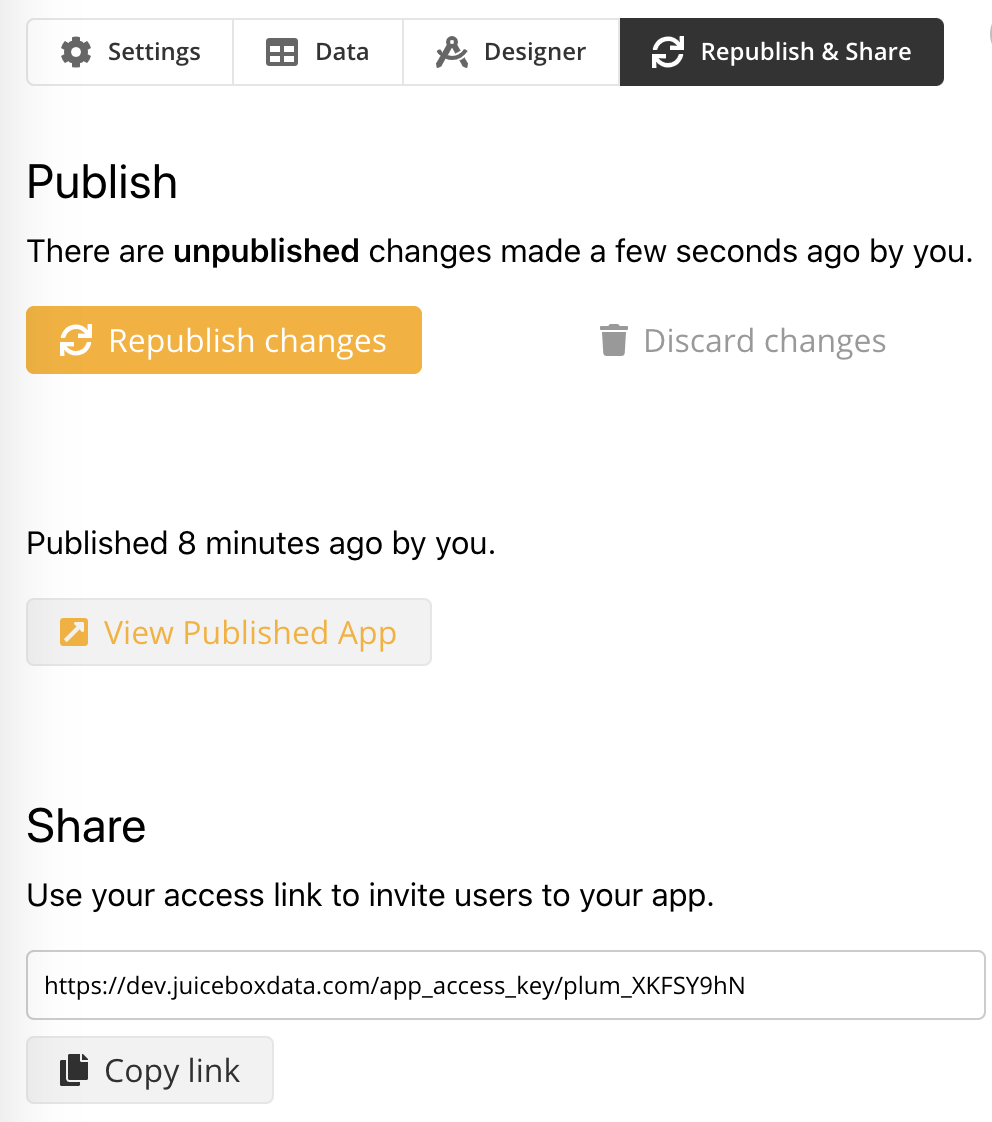 Settings
Data
Designer
Republish & Share
Publish
There are unpublished changes made a few seconds ago by you.
Republish changes
Discard changes
Published 8 minutes ago by you.
View Published App
Share
Use your access link to invite users to your app.
https://dev.juiceboxdata.com/app_access_key/plum_XKFSY9hN
Copy link